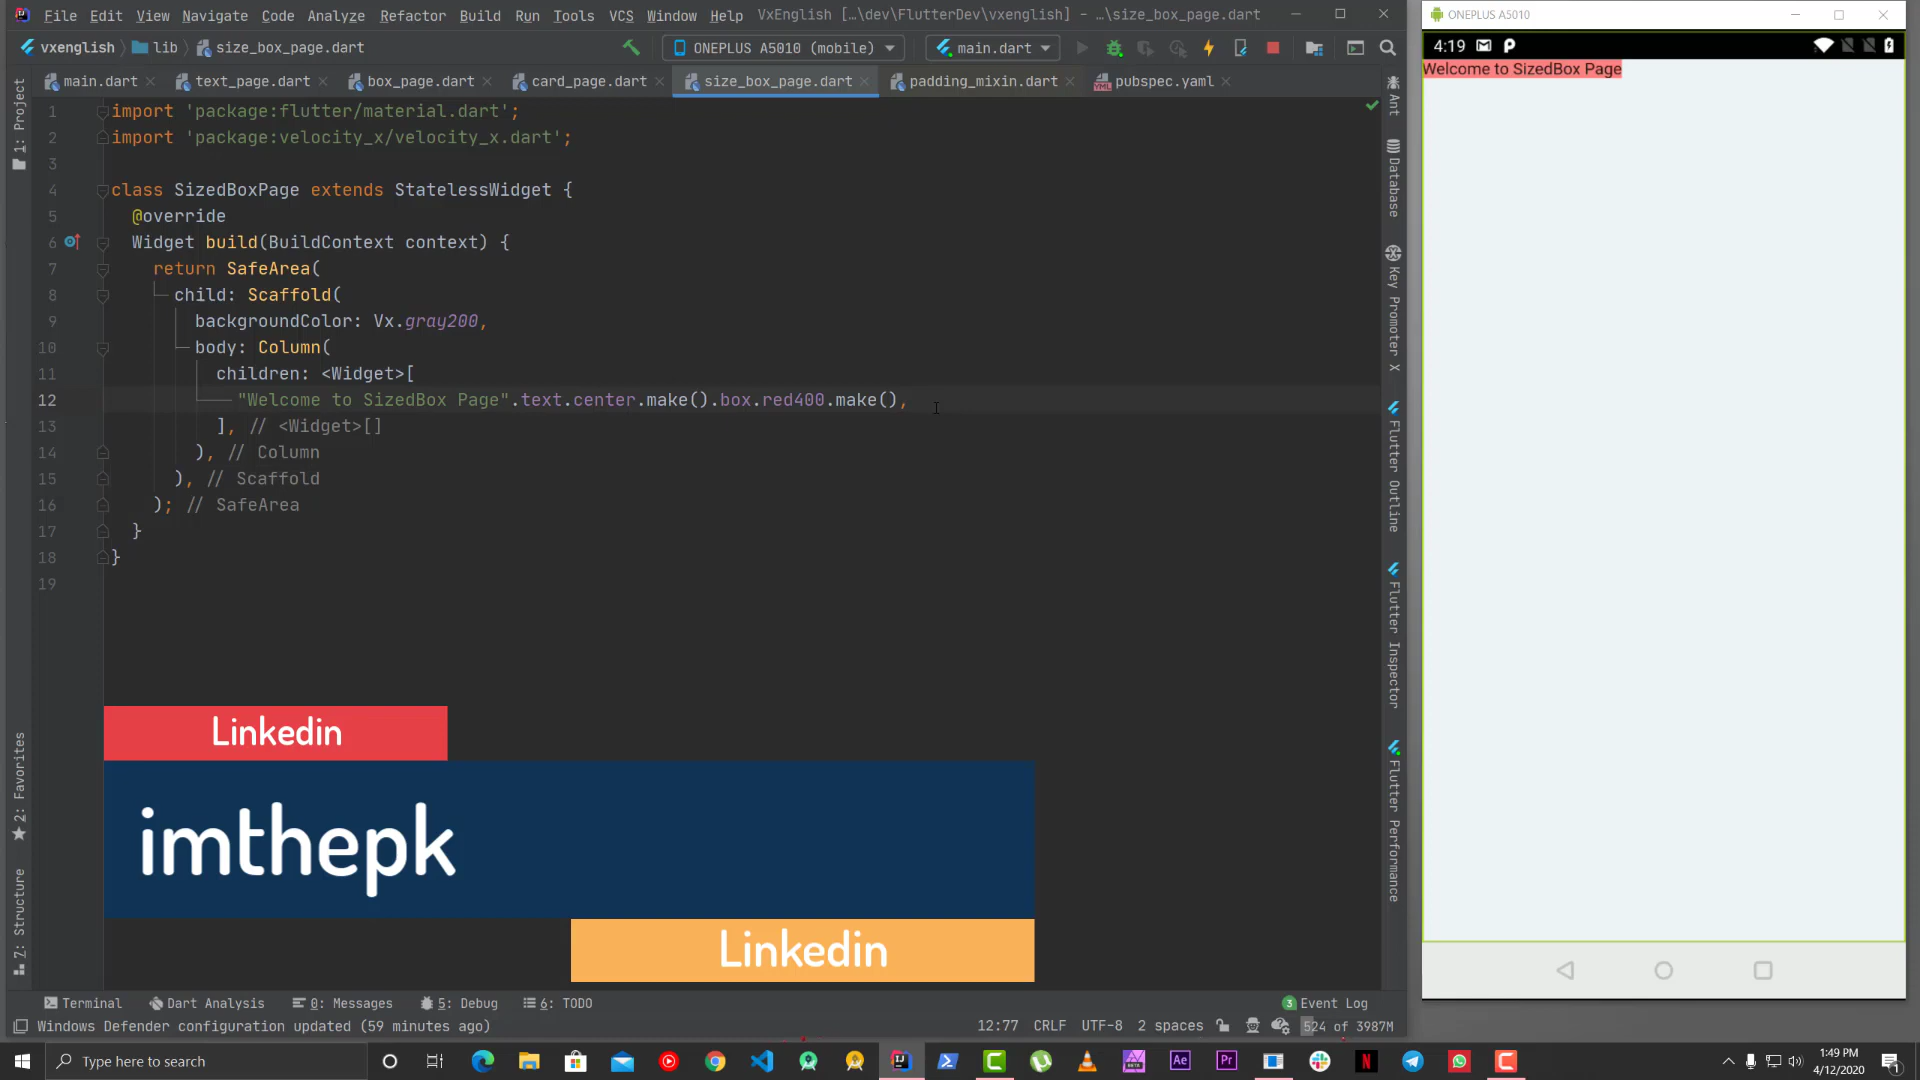 File Edit View Navigate Code Analyze Refactor Build Run Tools VCS Window Help VxEnglish [...\dev\FlutterDev\vxenglish] - ...\size_box_page.dart
vxenglish lib size_box_page.dart ONEPLUS A5010 (mobile) main.dart
main.dart text_page.dart box_page.dart card_page.dart size_box_page.dart padding_mixin.dart pubspec.yaml
1 import 'package:flutter/material.dart';
2 import 'package:velocity_x/velocity_x.dart';
3
4 class SizedBoxPage extends StatelessWidget {
5 @override
6 Widget build(BuildContext context) {
7 return SafeArea(
8 child: Scaffold(
9 backgroundColor: Vx.gray200,
10 body: Column(
11 children: <Widget>[
12 "Welcome to SizedBox Page".text.center.make().box.red400.make(),
13 ], // <Widget>[]
14 ), // Column
15 ), // Scaffold
16 ); // SafeArea
17 }
18 }
19
1: Project
2: Favorites
7: Structure
Ant
Database
Key Promoter X
Flutter Outline
Flutter Inspector
Flutter Performance
Linkedin
imthepk
Linkedin
Terminal Dart Analysis 0: Messages 5: Debug 6: TODO 3 Event Log
Windows Defender configuration updated (59 minutes ago) 12:77 CRLF UTF-8 2 spaces 524 of 3987M
ONEPLUS A5010
4:19
Welcome to SizedBox Page
Type here to search
1:49 PM
4/12/2020